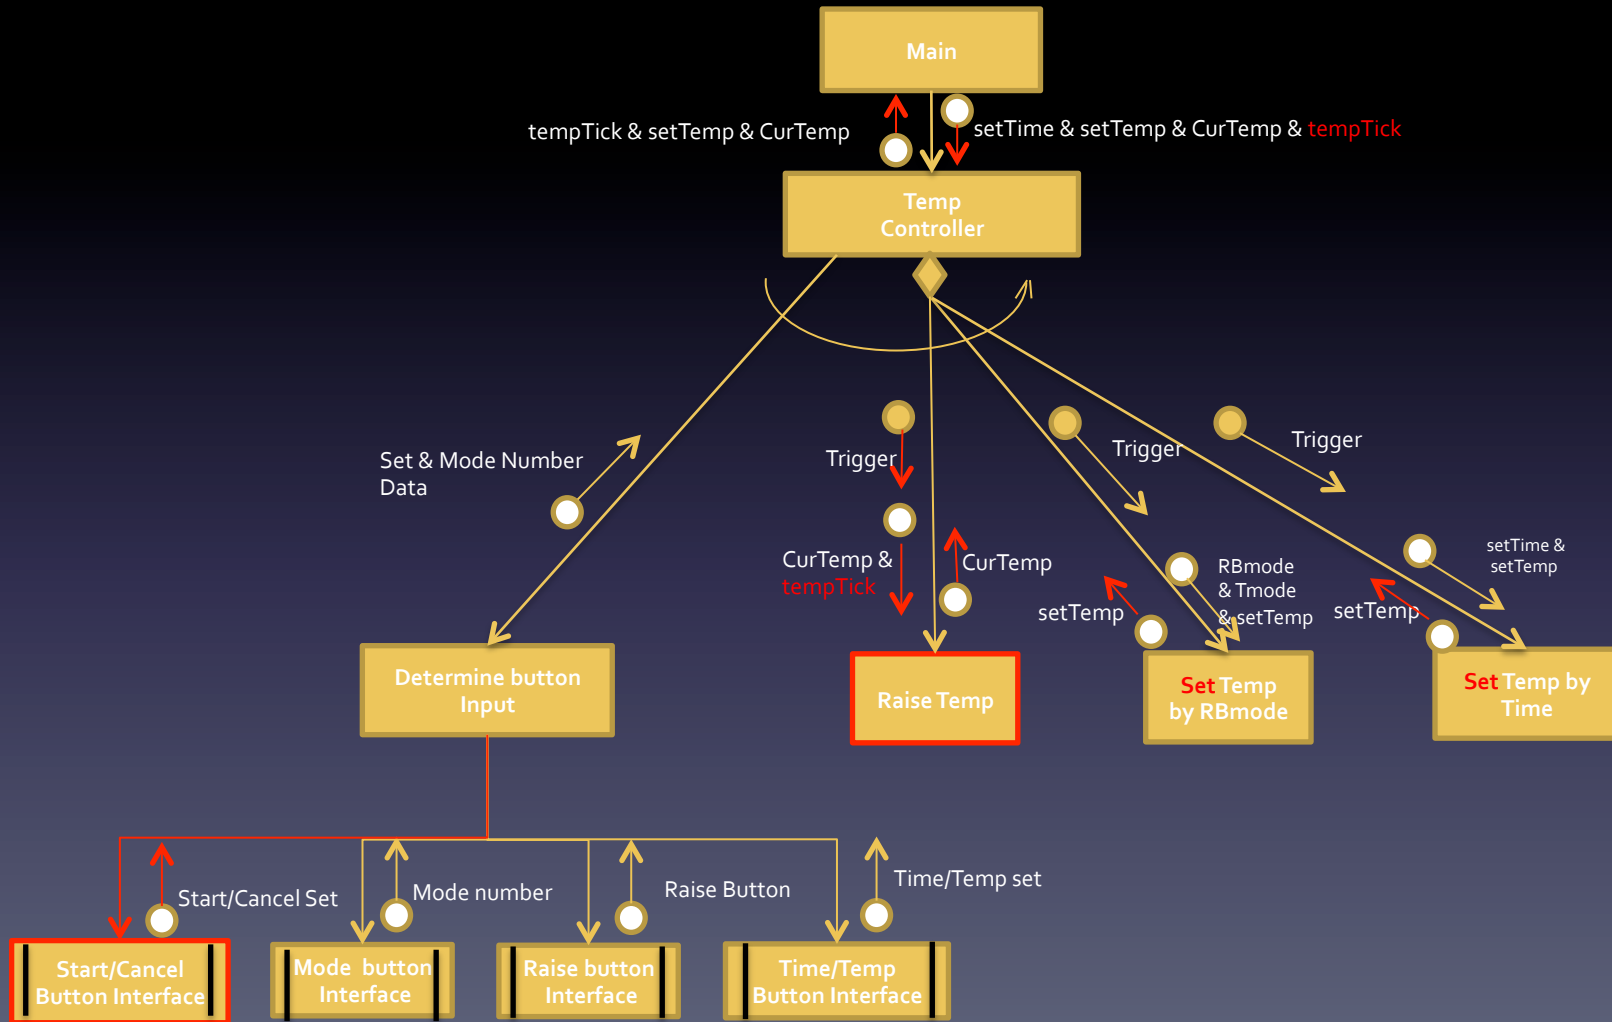 Main
tempTick & setTemp & CurTemp
setTime & setTemp & CurTemp & tempTick
Temp
Controller
Set & Mode Number
Data
Trigger
Trigger
Trigger
CurTemp &
tempTick
CurTemp
setTemp
RBmode
& Tmode
& setTemp
setTemp
setTime &
setTemp
Determine button
Input
Raise Temp
Set Temp
by RBmode
Set Temp by
Time
Start/Cancel Set
Mode number
Raise Button
Time/Temp set
Start/Cancel
Button Interface
Mode button
Interface
Raise button
Interface
Time/Temp
Button Interface